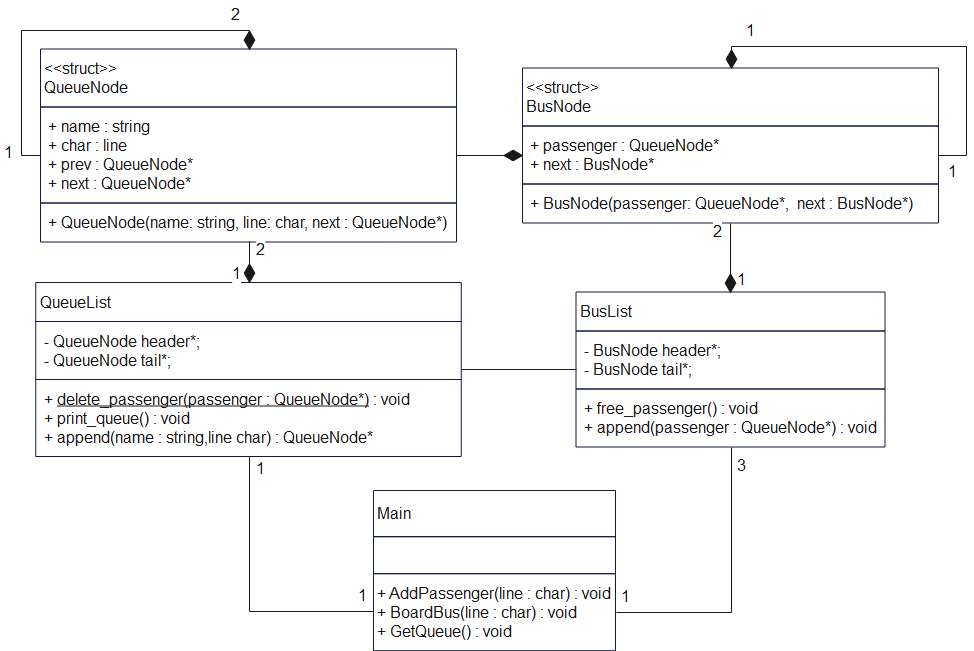 2
<<struct>>
QueueNode
+ name : string
+ char : line
+ prev : QueueNode*
+ next : QueueNode*
+ QueueNode(name: string, line: char, next : QueueNode*)
1
1
<<struct>>
BusNode
+ passenger : QueueNode*
+ next : BusNode*
+ BusNode(passenger: QueueNode*, next : BusNode*)
1
2
1
QueueList
- QueueNode header*;
- QueueNode tail*;
+ delete_passenger(passenger : QueueNode*) : void
+ print_queue() : void
+ append(name : string,line char) : QueueNode*
2
1
BusList
- BusNode header*;
- BusNode tail*;
+ free_passenger() : void
+ append(passenger : QueueNode*) : void
1
3
Main
+ AddPassenger(line : char) : void
+ BoardBus(line : char) : void
+ GetQueue() : void
1
1